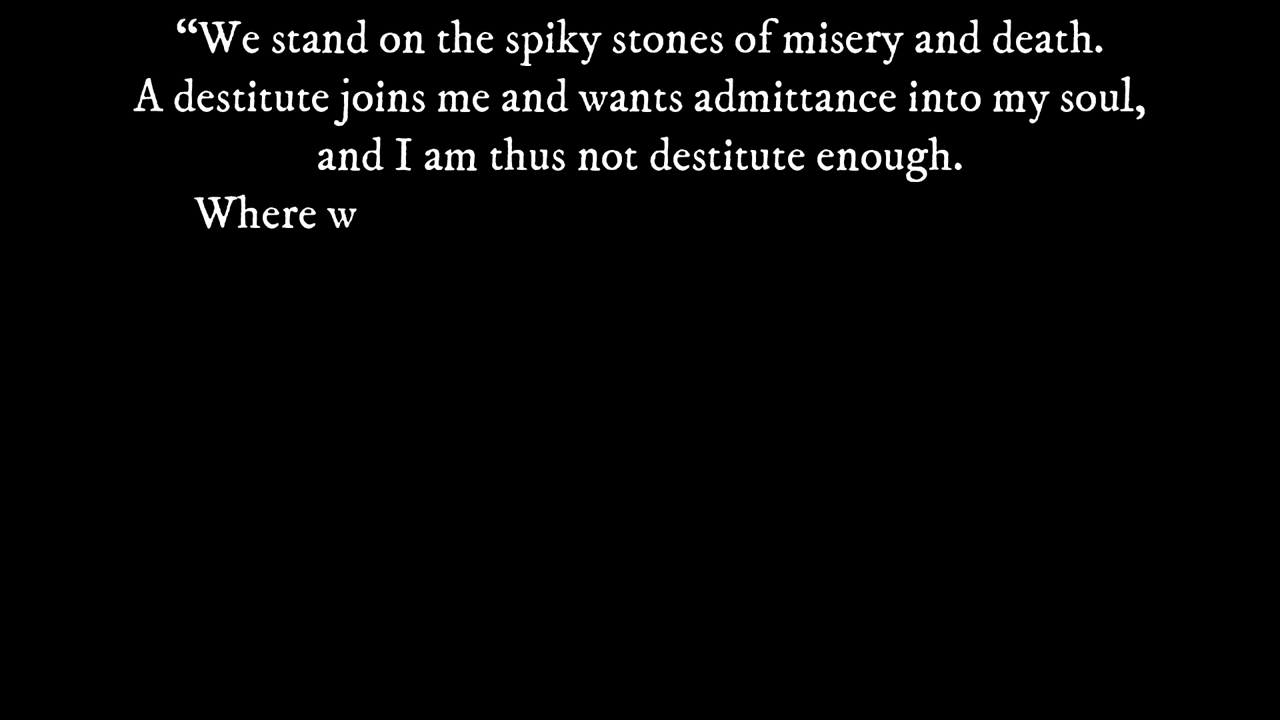 “We stand on the spiky stones of misery and death.
A destitute joins me and wants admittance into my soul,
and I am thus not destitute enough.
Where w